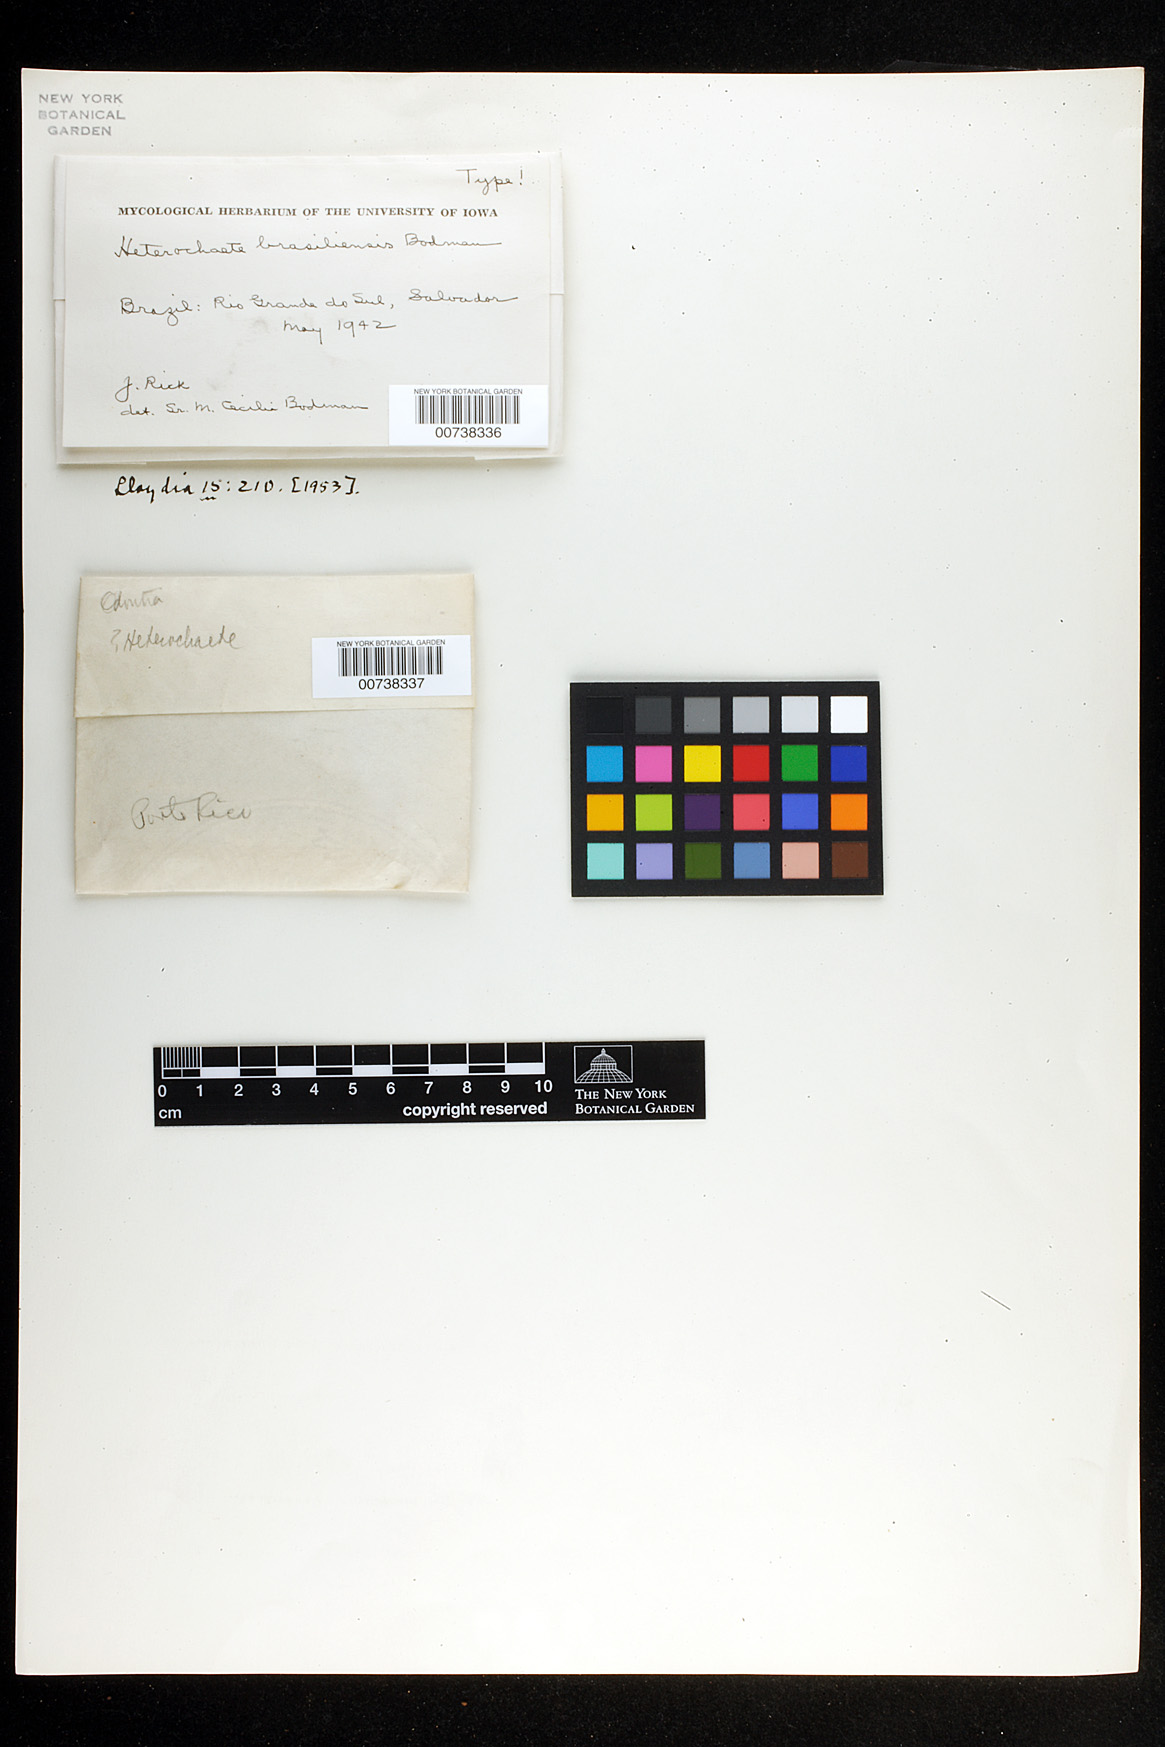 NEW YORK
BOTANICAL
GARDEN
Type!
MYCOLOGICAL HERBARIUM OF THE UNIVERSITY OF IOWA
Heterochaete brasiliensis Bodman
Brazil: Rio Grande do Sul, Salvador
May 1942
J. Rick
det. Sr. M. Cecilia Bodman
NEW YORK BOTANICAL GARDEN
00738336
Lloydia 15: 210. [1953].
Odontia
? Heterochaete
NEW YORK BOTANICAL GARDEN
00738337
Porto Rico
0 1 2 3 4 5 6 7 8 9 10
cm
copyright reserved
THE NEW YORK
BOTANICAL GARDEN